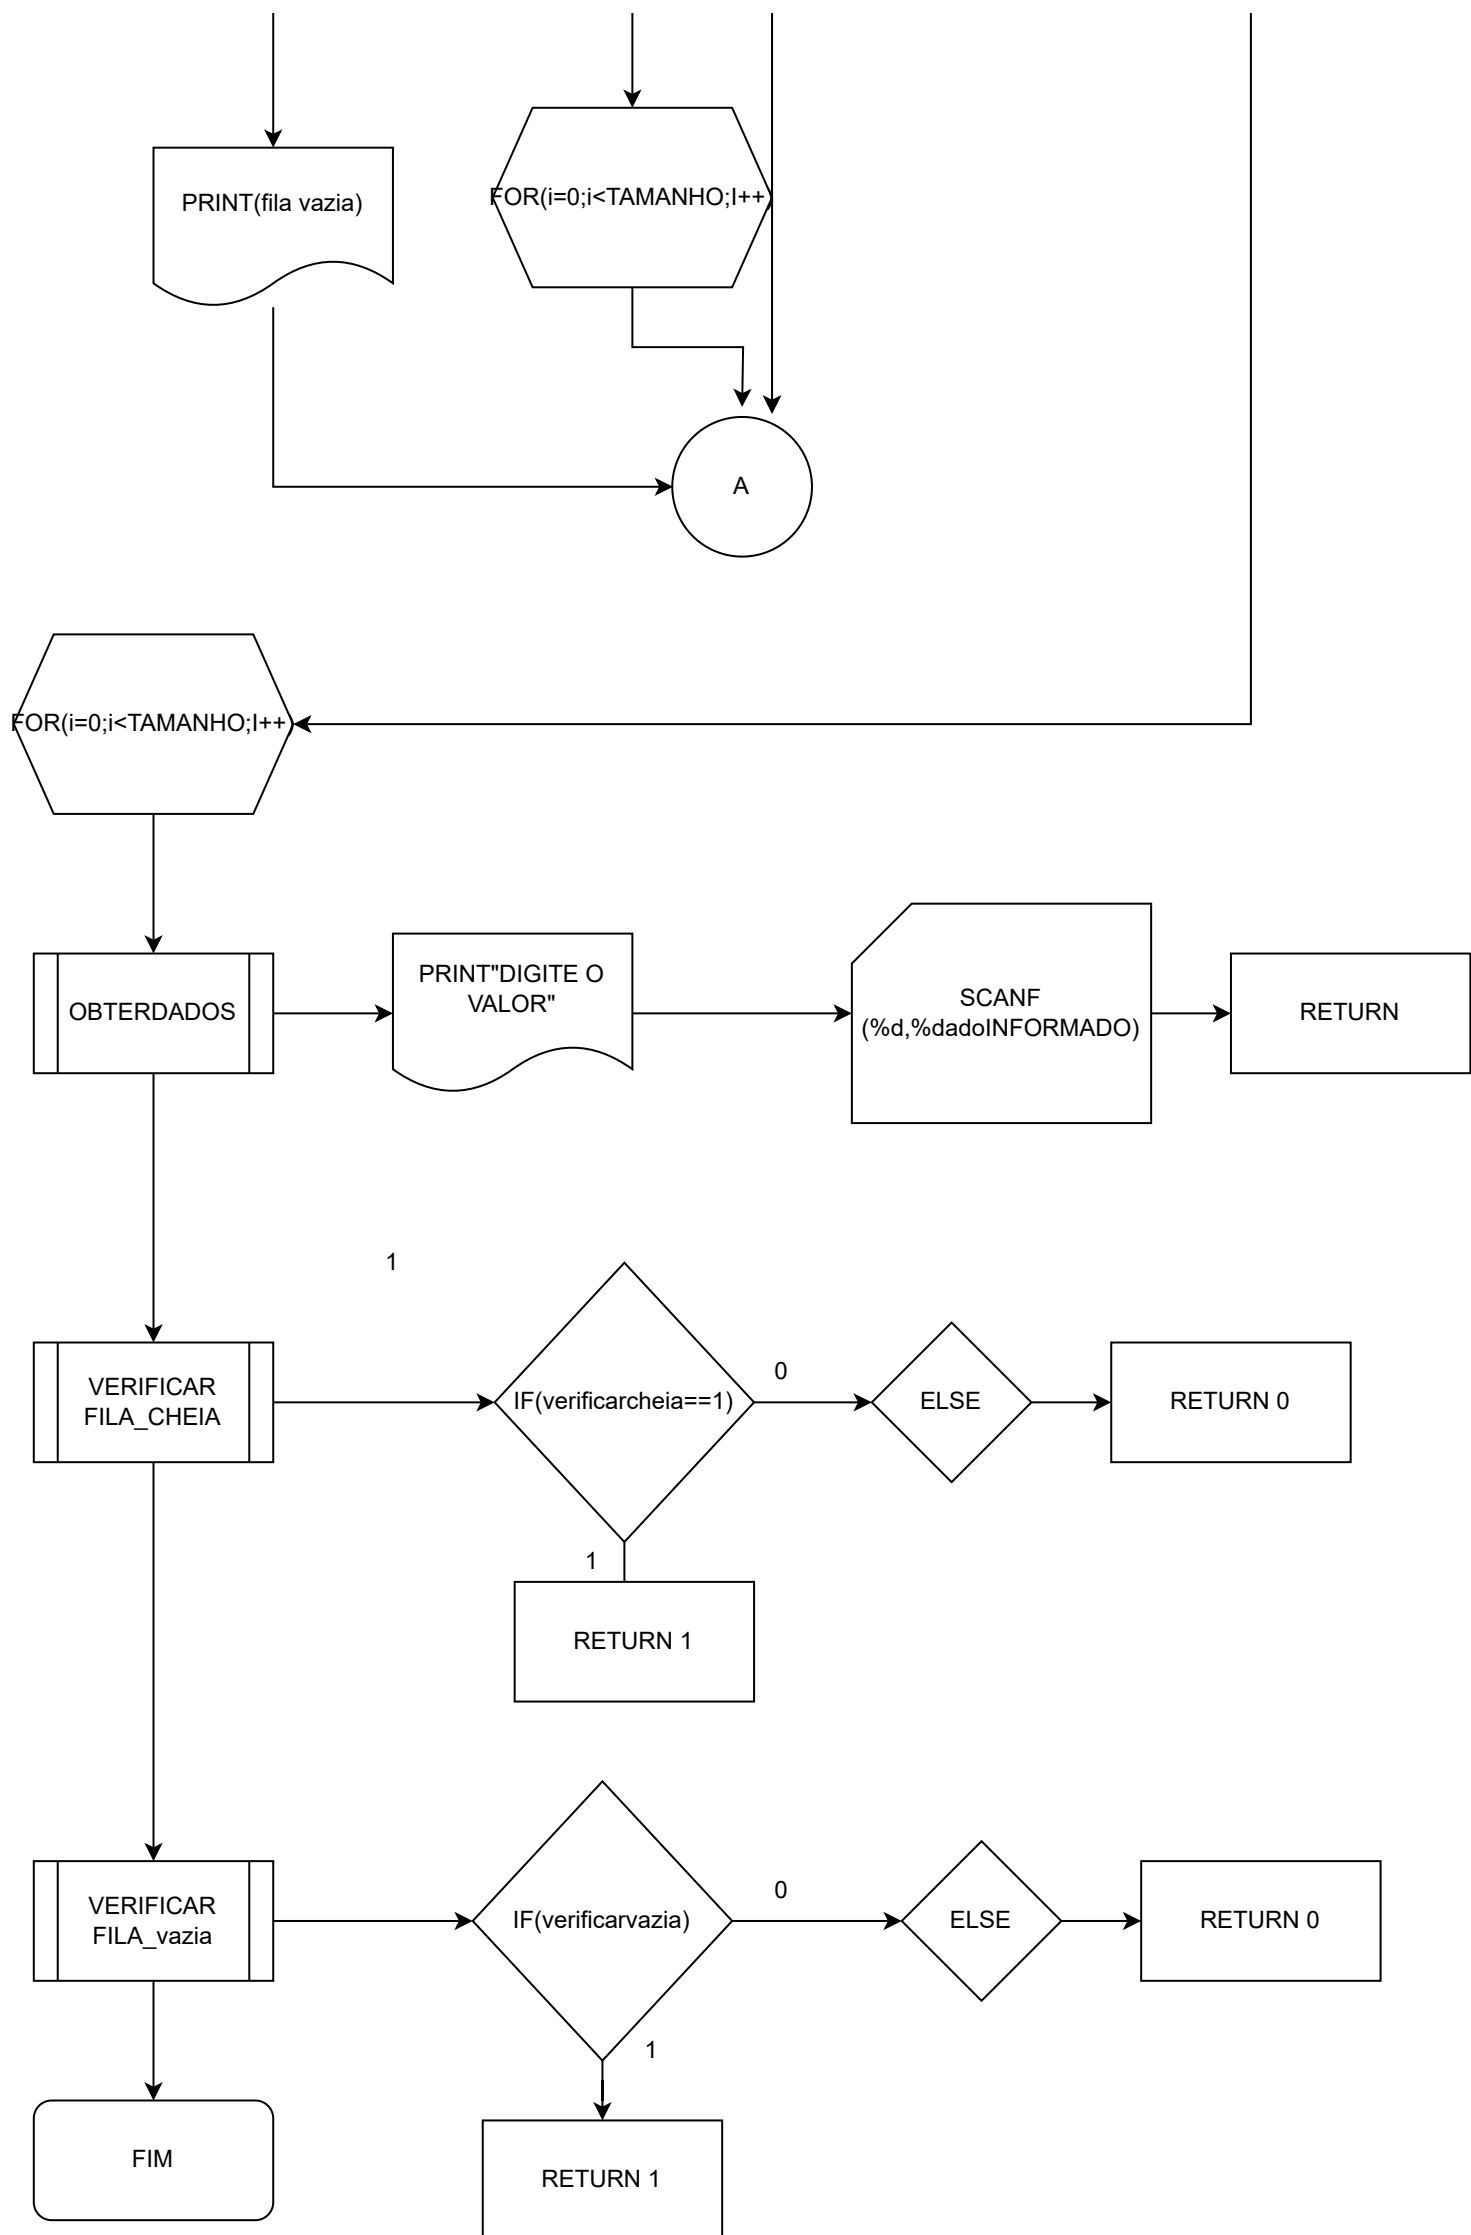 PRINT(fila vazia)
FOR(i=0;i<TAMANHO;I++)
A
FOR(i=0;i<TAMANHO;I++)
OBTERDADOS
PRINT"DIGITE O
VALOR"
SCANF
(%d,%dadoINFORMADO)
RETURN
1
VERIFICAR
FILA_CHEIA
IF(verificarcheia==1)
0
ELSE
RETURN 0
1
RETURN 1
VERIFICAR
FILA_vazia
IF(verificarvazia)
0
ELSE
RETURN 0
1
FIM
RETURN 1